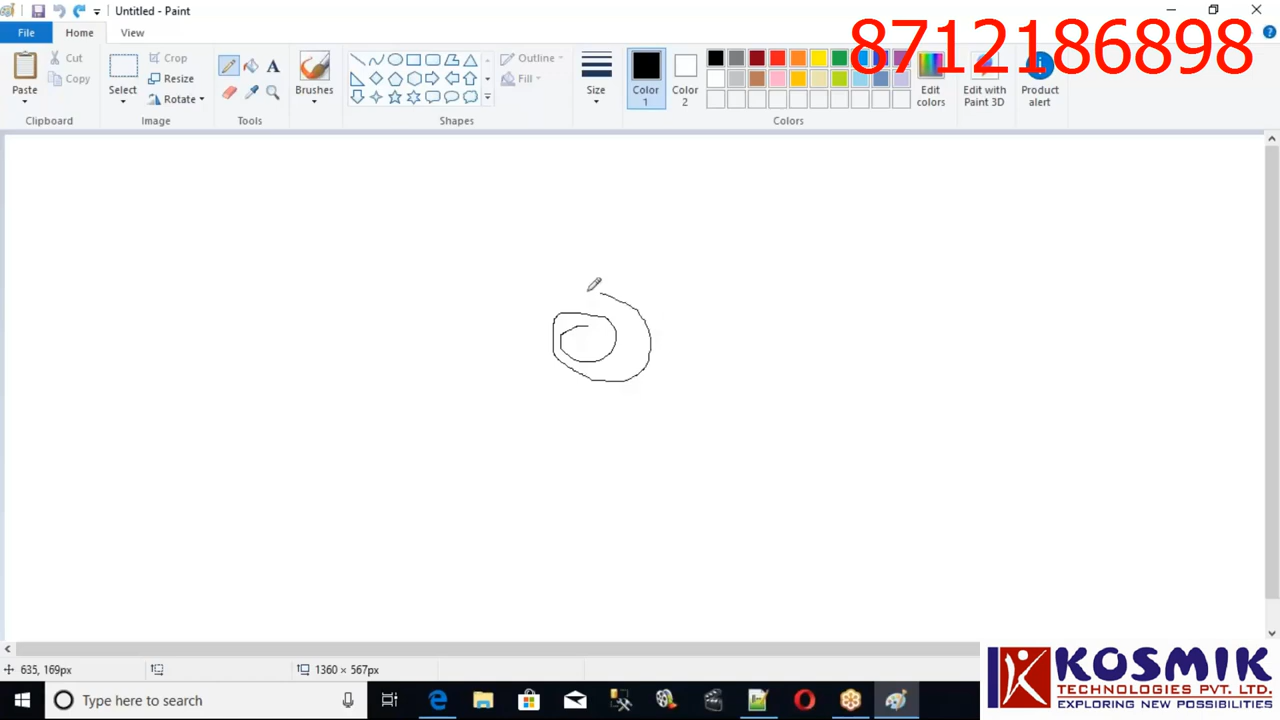 Untitled - Paint
8712186898
File
Home
View
Paste
Cut
Copy
Clipboard
Select
Crop
Resize
Rotate
Image
A
Tools
Brushes
Shapes
Outline
Fill
Size
Color
1
Color
2
Edit
colors
Colors
Edit with
Paint 3D
Product
alert
635, 169px
1360 × 567px
Type here to search
KOSMIK
TECHNOLOGIES PVT. LTD.
EXPLORING NEW POSSIBILITIES